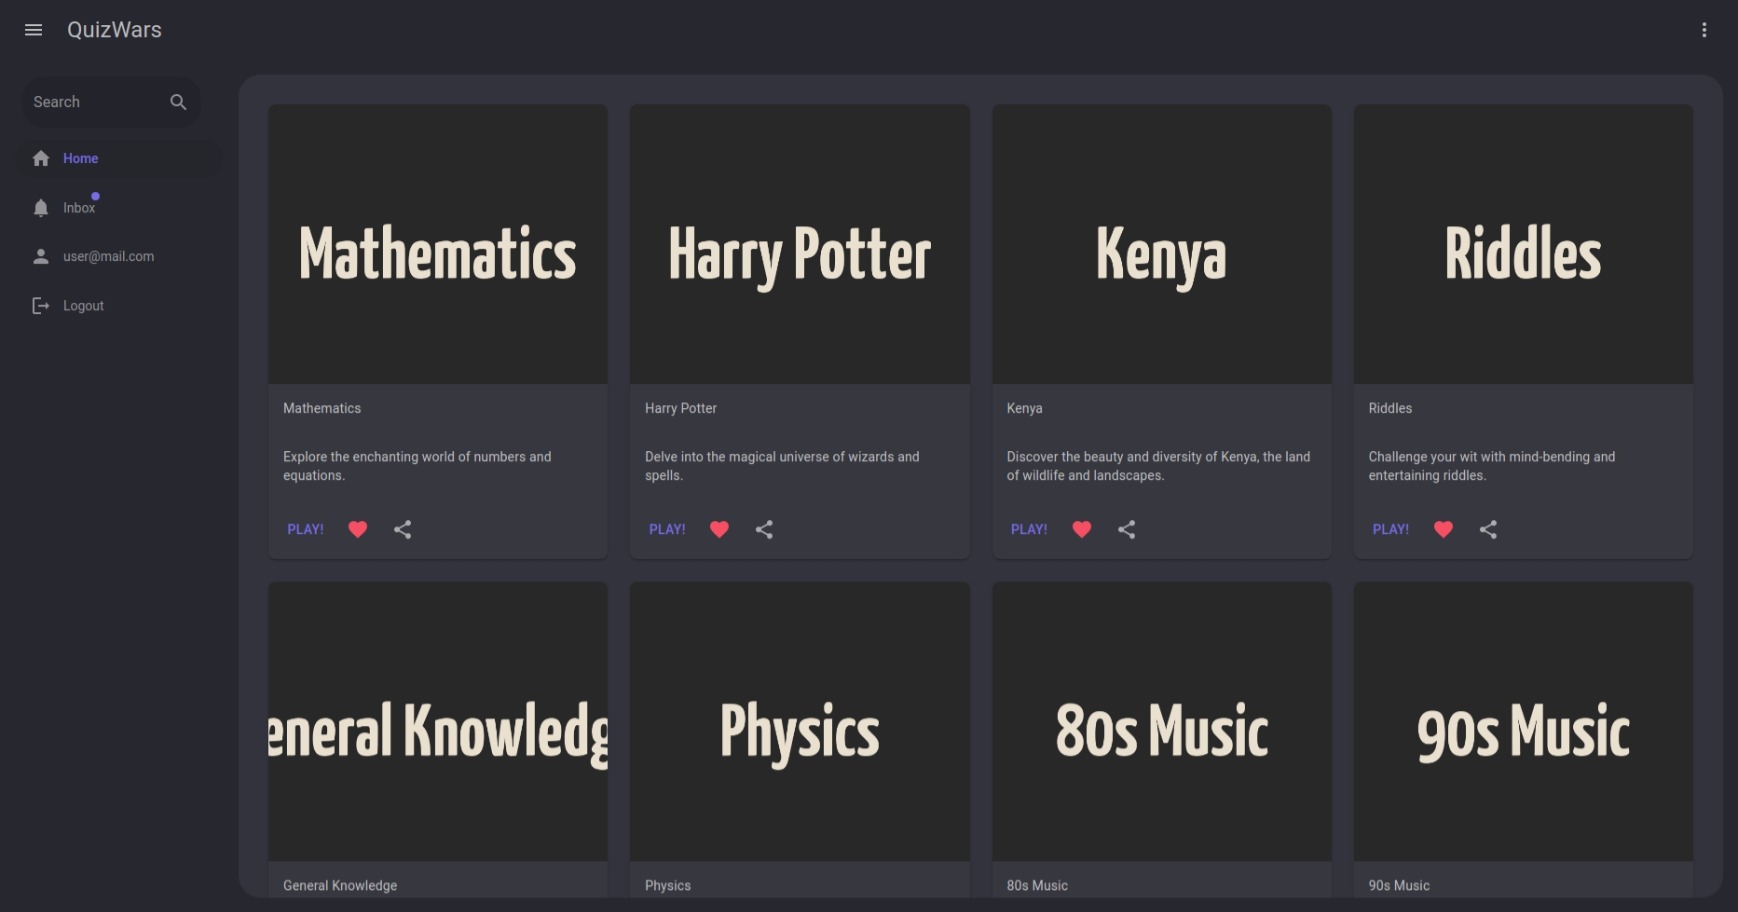 QuizWars
Search
Home
Inbox
user@mail.com
Logout
Mathematics
Harry Potter
Kenya
Riddles
Mathematics
Harry Potter
Kenya
Riddles
Explore the enchanting world of numbers and
equations.
Delve into the magical universe of wizards and
spells.
Discover the beauty and diversity of Kenya, the land
of wildlife and landscapes.
Challenge your wit with mind-bending and
entertaining riddles.
PLAY!
PLAY!
PLAY!
PLAY!
eneral Knowledg
Physics
80s Music
90s Music
General Knowledge
Physics
80s Music
90s Music